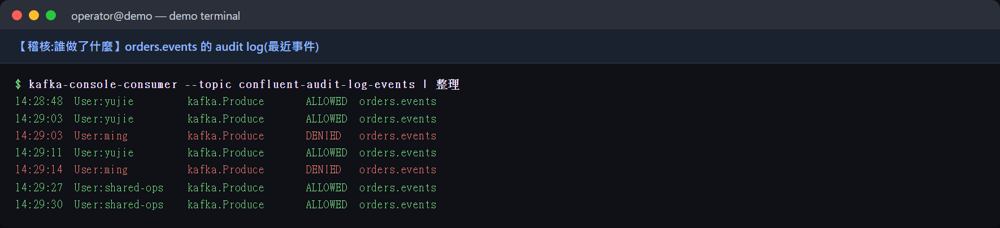 operator@demo — demo terminal
【稽核:誰做了什麼】orders.events 的 audit log(最近事件)
$ kafka-console-consumer --topic confluent-audit-log-events | 整理
14:28:48 User:yujie kafka.Produce ALLOWED orders.events
14:29:03 User:yujie kafka.Produce ALLOWED orders.events
14:29:03 User:ming kafka.Produce DENIED orders.events
14:29:11 User:yujie kafka.Produce ALLOWED orders.events
14:29:14 User:ming kafka.Produce DENIED orders.events
14:29:27 User:shared-ops kafka.Produce ALLOWED orders.events
14:29:30 User:shared-ops kafka.Produce ALLOWED orders.events